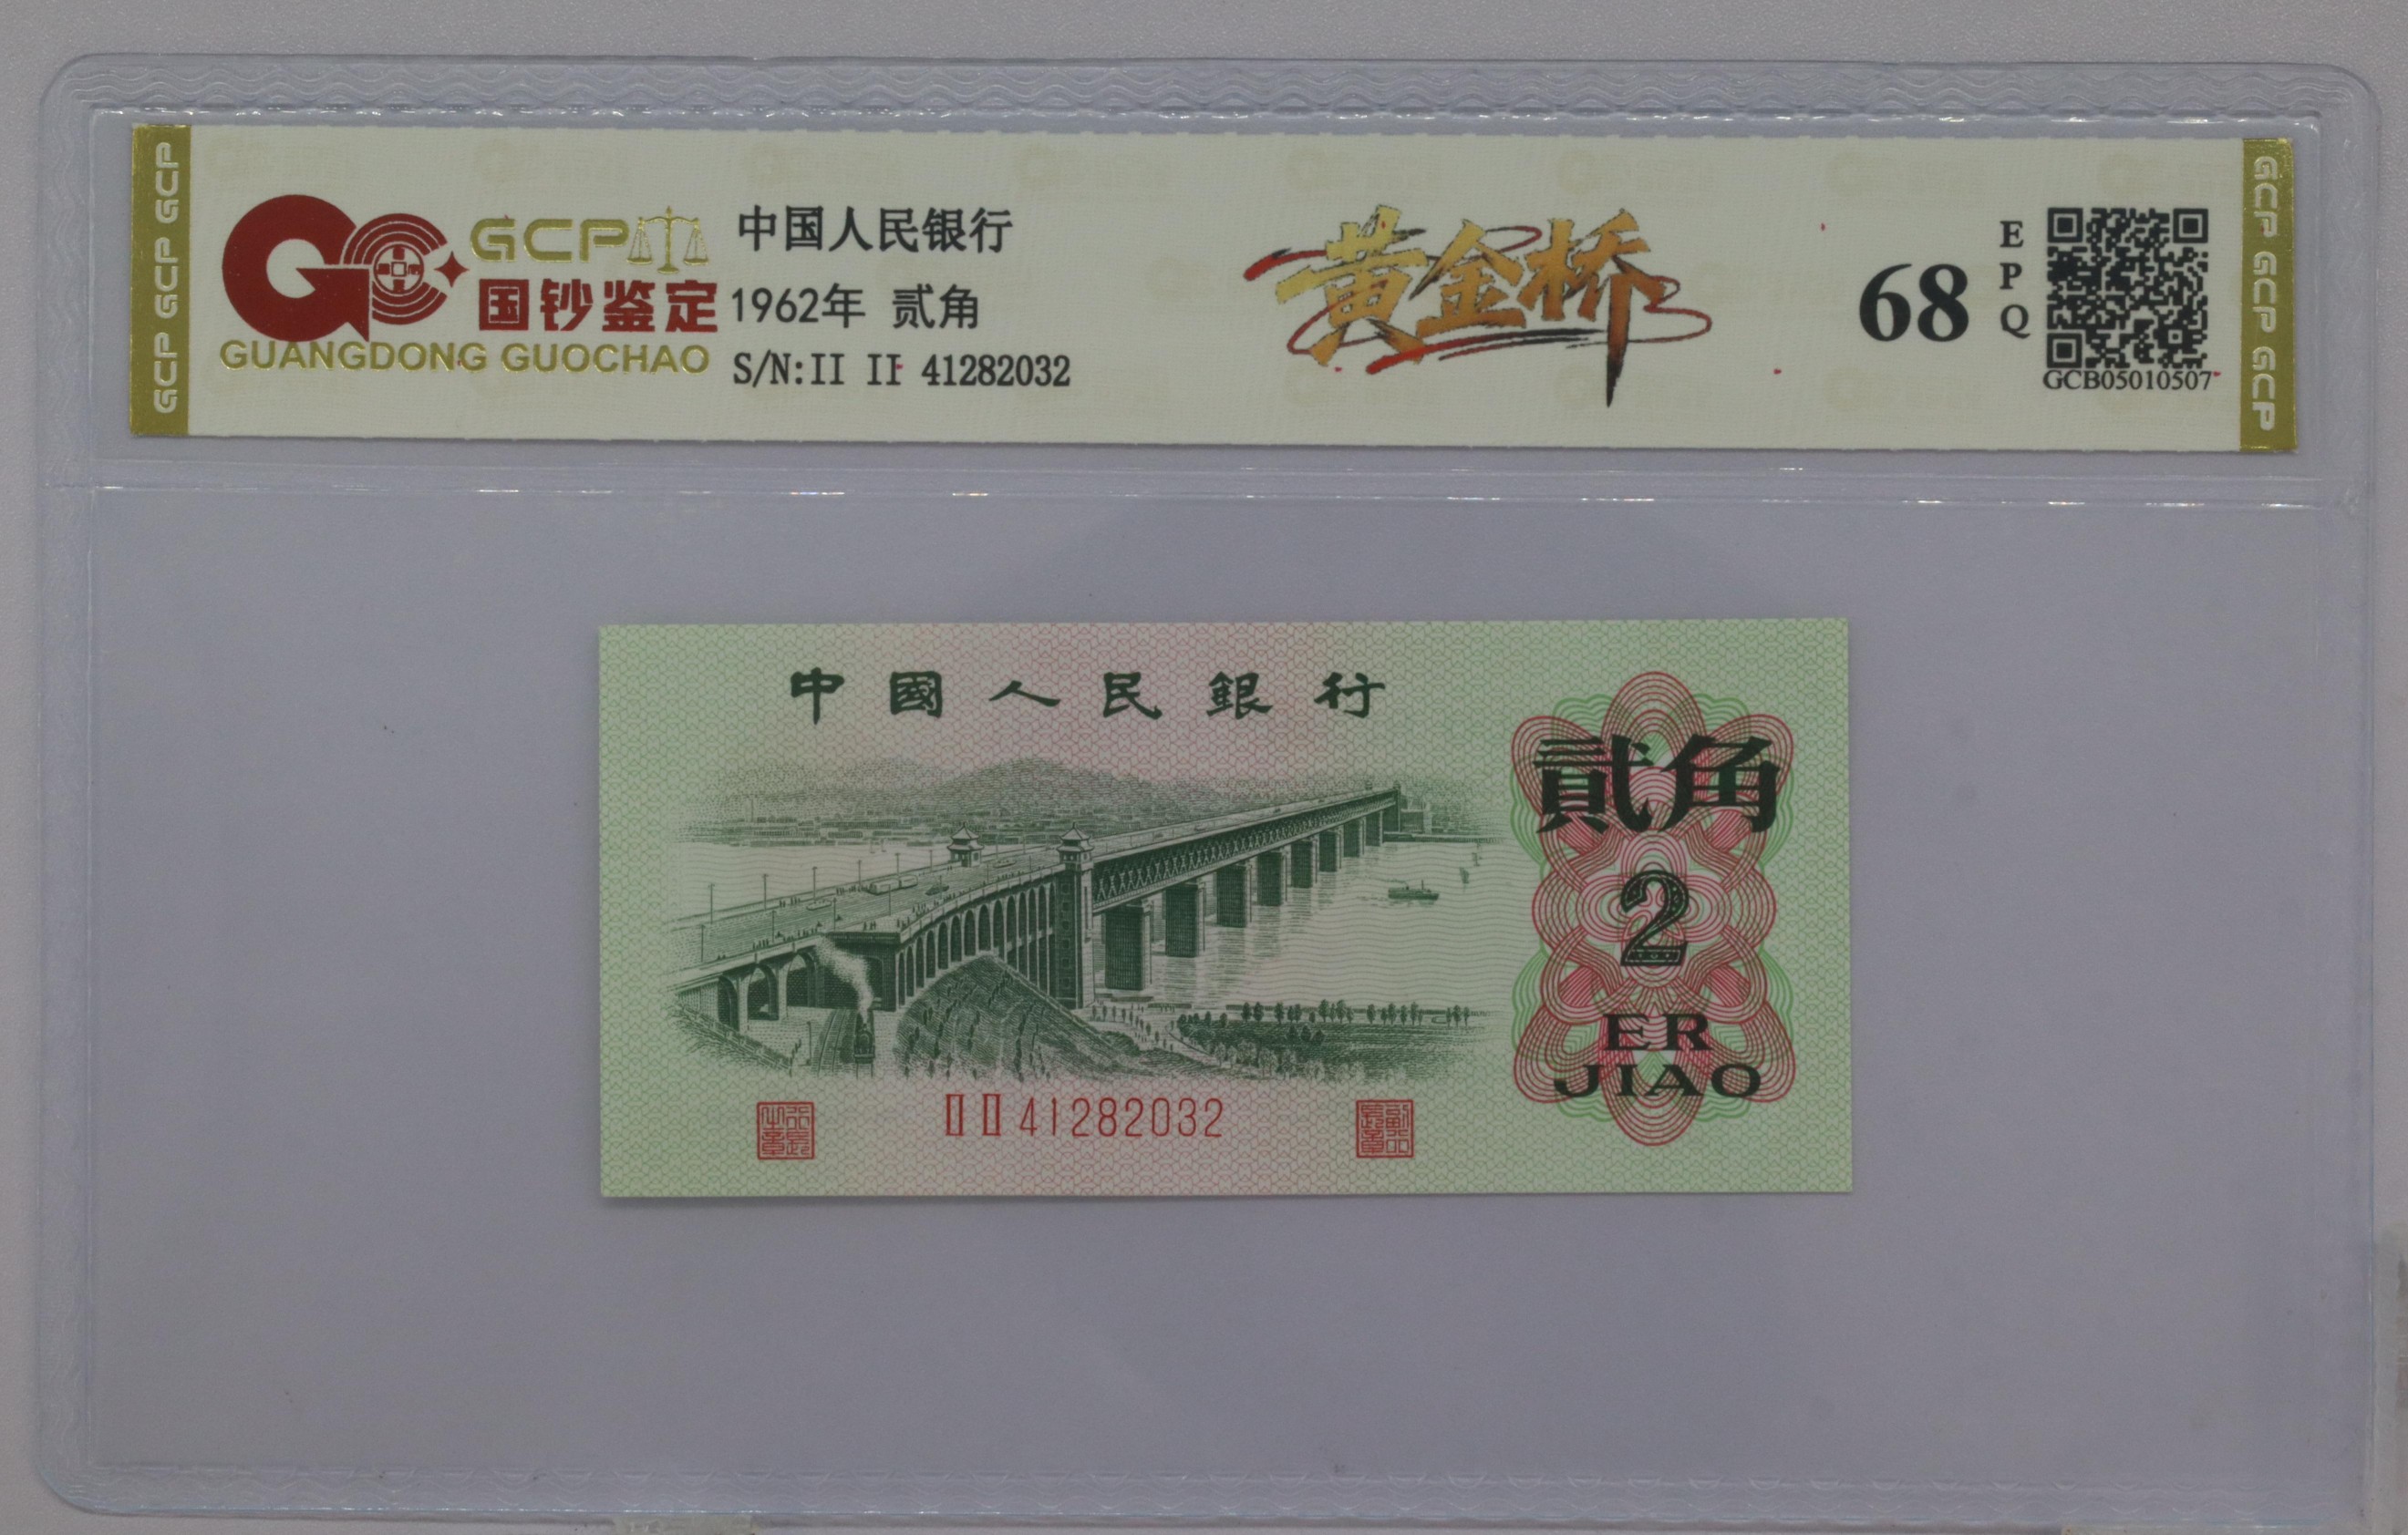 GCP GCP GCP
GCP
国钞鉴定
GUANGDONG GUOCHAO
中国人民银行
1962年 贰角
S/N:II II 41282032
黄金桥
68
EPQ
GCB05010507
GCP GCP GCP
中國人民銀行
貳角
2
ER
JIAO
II II 41282032